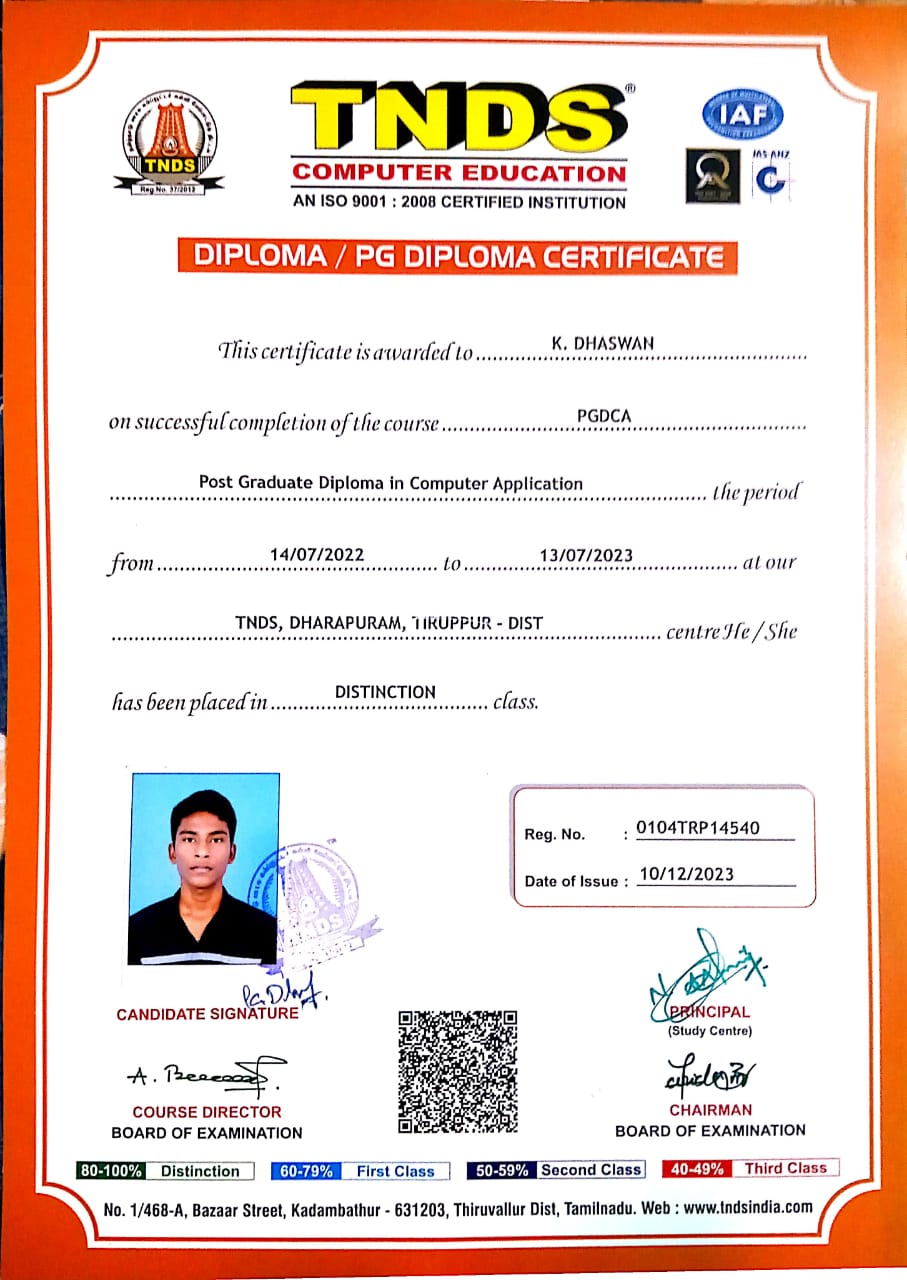 TNDS
Reg No. 37/2012
TNDS®
COMPUTER EDUCATION
AN ISO 9001 : 2008 CERTIFIED INSTITUTION
IAF
JAS-ANZ
DIPLOMA / PG DIPLOMA CERTIFICATE
This certificate is awarded to K. DHASWAN
on successful completion of the course PGDCA
Post Graduate Diploma in Computer Application the period
from 14/07/2022 to 13/07/2023 at our
TNDS, DHARAPURAM, TIRUPPUR - DIST centre He / She
has been placed in DISTINCTION class.
Reg. No. : 0104TRP14540
Date of Issue : 10/12/2023
TNDS
CANDIDATE SIGNATURE
PRINCIPAL
(Study Centre)
COURSE DIRECTOR
BOARD OF EXAMINATION
CHAIRMAN
BOARD OF EXAMINATION
80-100% Distinction 60-79% First Class 50-59% Second Class 40-49% Third Class
No. 1/468-A, Bazaar Street, Kadambathur - 631203, Thiruvallur Dist, Tamilnadu. Web : www.tndsindia.com